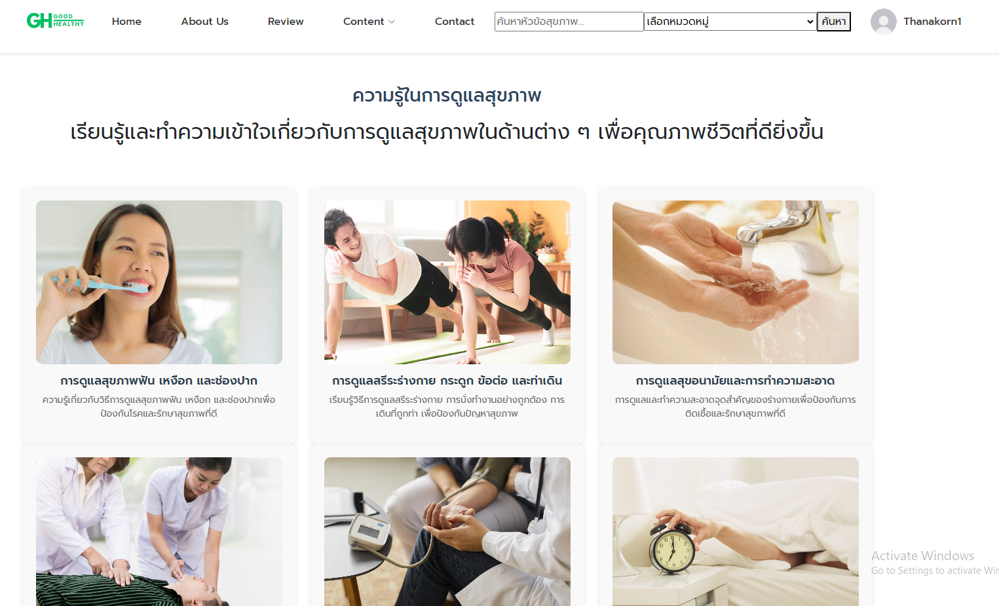 GH GOOD HEALTHY
Home
About Us
Review
Content
Contact
ค้นหาหัวข้อสุขภาพ...
เลือกหมวดหมู่
ค้นหา
Thanakorn1
ความรู้ในการดูแลสุขภาพ
เรียนรู้และทำความเข้าใจเกี่ยวกับการดูแลสุขภาพในด้านต่าง ๆ เพื่อคุณภาพชีวิตที่ดียิ่งขึ้น
การดูแลสุขภาพฟัน เหงือก และช่องปาก
ความรู้เกี่ยวกับวิธีการดูแลสุขภาพฟัน เหงือก และช่องปากเพื่อ
ป้องกันโรคและรักษาสุขภาพที่ดี
การดูแลสรีระร่างกาย กระดูก ข้อต่อ และท่าเดิน
เรียนรู้วิธีการดูแลสรีระร่างกาย การนั่งทำงานอย่างถูกต้อง การ
เดินที่ถูกท่า เพื่อป้องกันปัญหาสุขภาพ
การดูแลสุขอนามัยและการทำความสะอาด
การดูแลและทำความสะอาดจุดสำคัญของร่างกายเพื่อป้องกันการ
ติดเชื้อและรักษาสุขภาพที่ดี
Activate Windows
Go to Settings to activate Wi